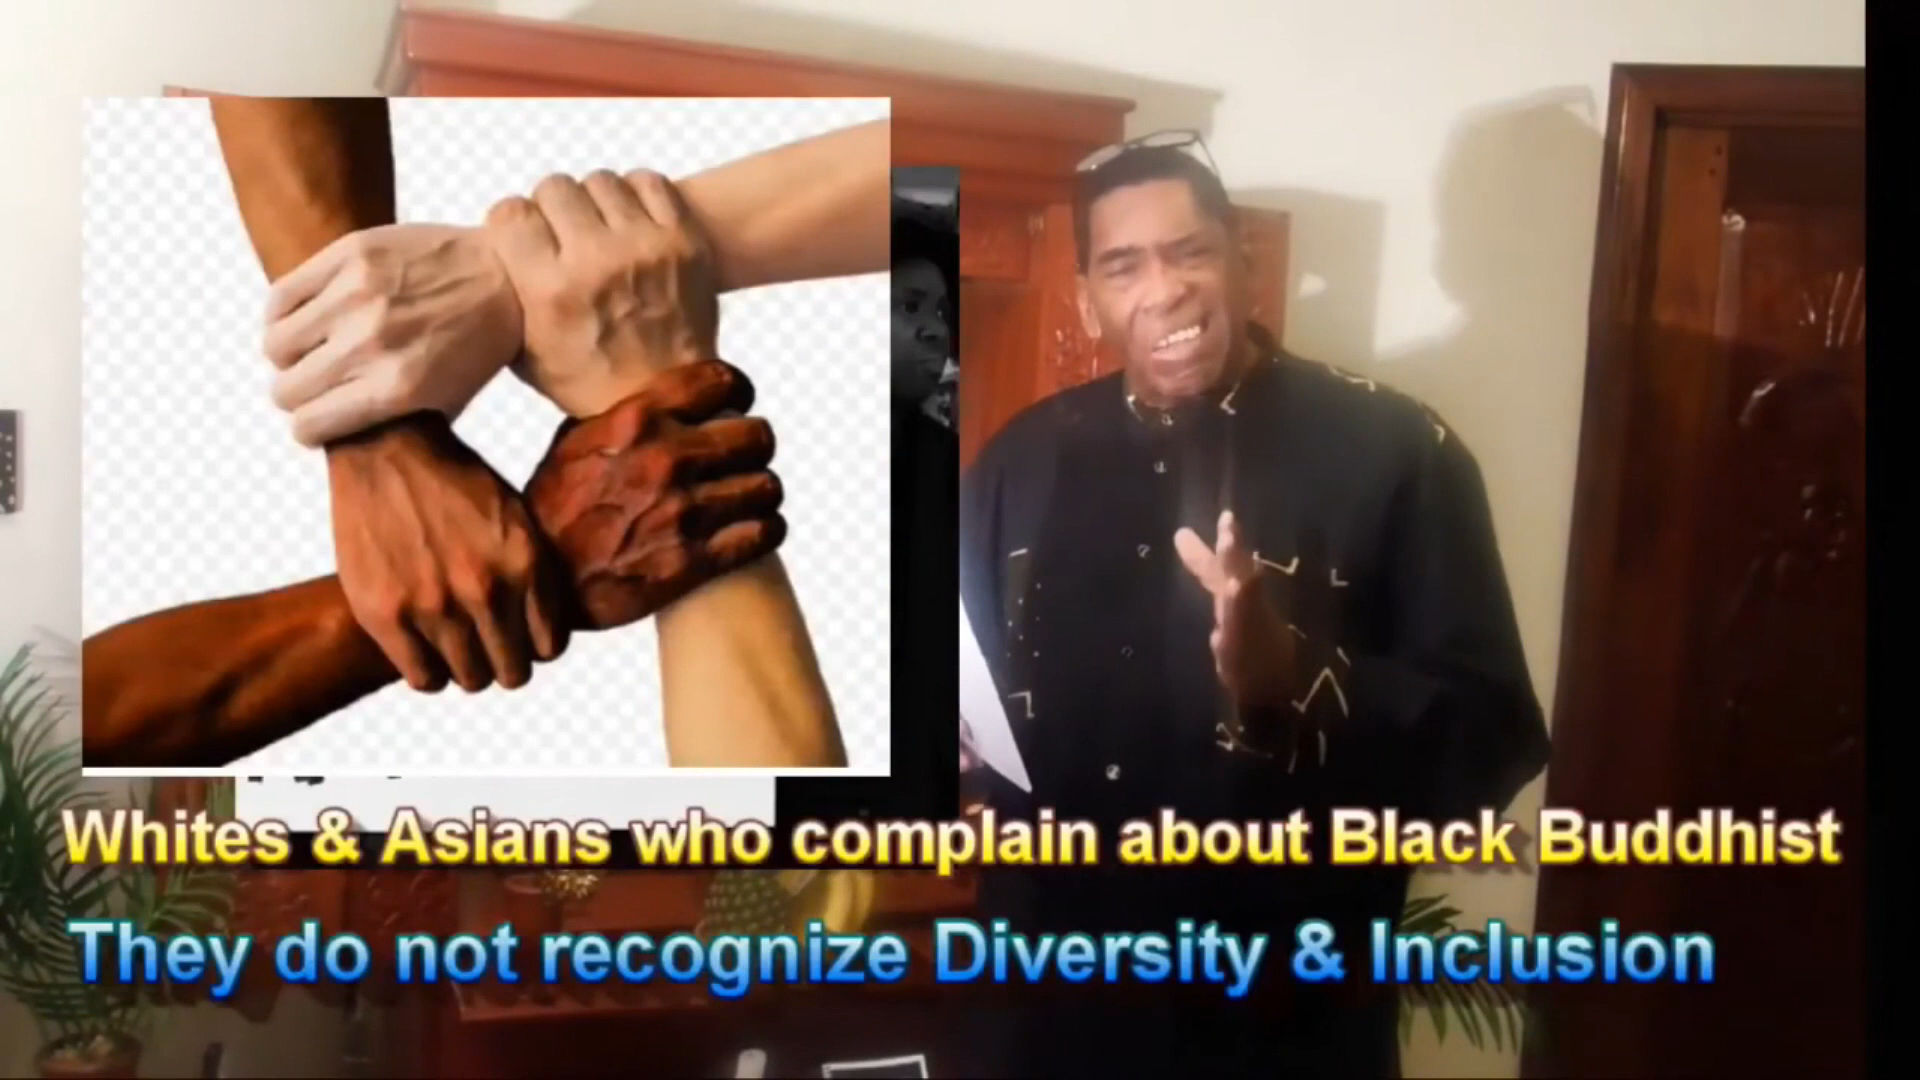 Whites & Asians who complain about Black Buddhist
They do not recognize Diversity & Inclusion